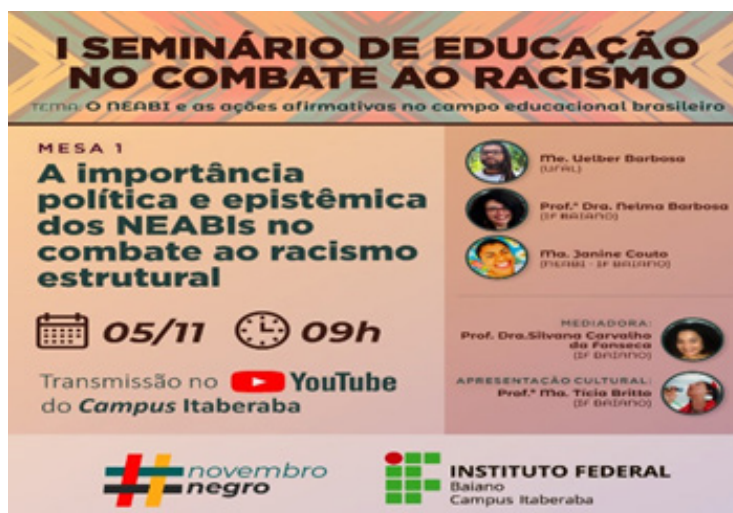 I SEMINÁRIO DE EDUCAÇÃO
NO COMBATE AO RACISMO
TEMA: O NEABI e as ações afirmativas no campo educacional brasileiro
MESA 1
A importância
política e epistêmica
dos NEABIs no
combate ao racismo
estrutural
05/11 09h
Transmissão no YouTube
do Campus Itaberaba
Me. Uelber Barbosa
(UFAL)
Prof.ª Dra. Nelma Barbosa
(IF BAIANO)
Ma. Janine Couto
(NEABI - IF BAIANO)
MEDIADORA:
Prof. Dra.Silvana Carvalho
da Fonseca
(IF BAIANO)
APRESENTAÇÃO CULTURAL:
Prof.ª Ma. Ticia Britto
(IF BAIANO)
novembro
negro
INSTITUTO FEDERAL
Baiano
Campus Itaberaba